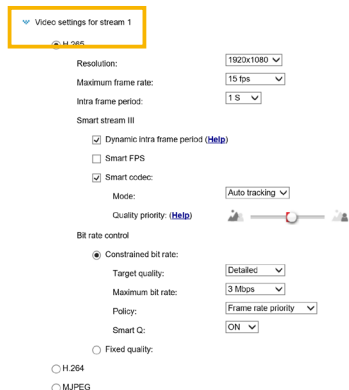 Video settings for stream 1
H.265
Resolution: 1920x1080
Maximum frame rate: 15 fps
Intra frame period: 1 S
Smart stream III
Dynamic intra frame period (Help)
Smart FPS
Smart codec:
Mode: Auto tracking
Quality priority: (Help)
Bit rate control
Constrained bit rate:
Target quality: Detailed
Maximum bit rate: 3 Mbps
Policy: Frame rate priority
Smart Q: ON
Fixed quality:
H.264
MJPEG